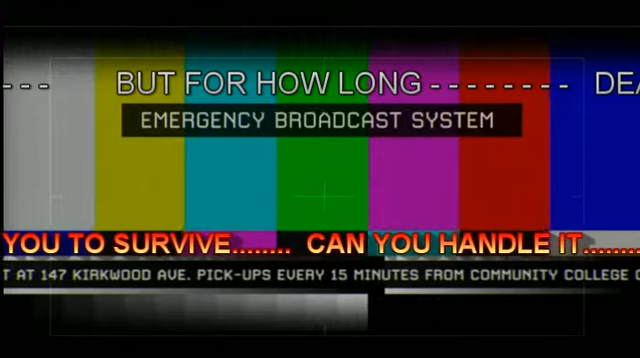 --- BUT FOR HOW LONG -------- DEA
EMERGENCY BROADCAST SYSTEM
YOU TO SURVIVE........ CAN YOU HANDLE IT........
T AT 147 KIRKWOOD AVE. PICK-UPS EVERY 15 MINUTES FROM COMMUNITY COLLEGE